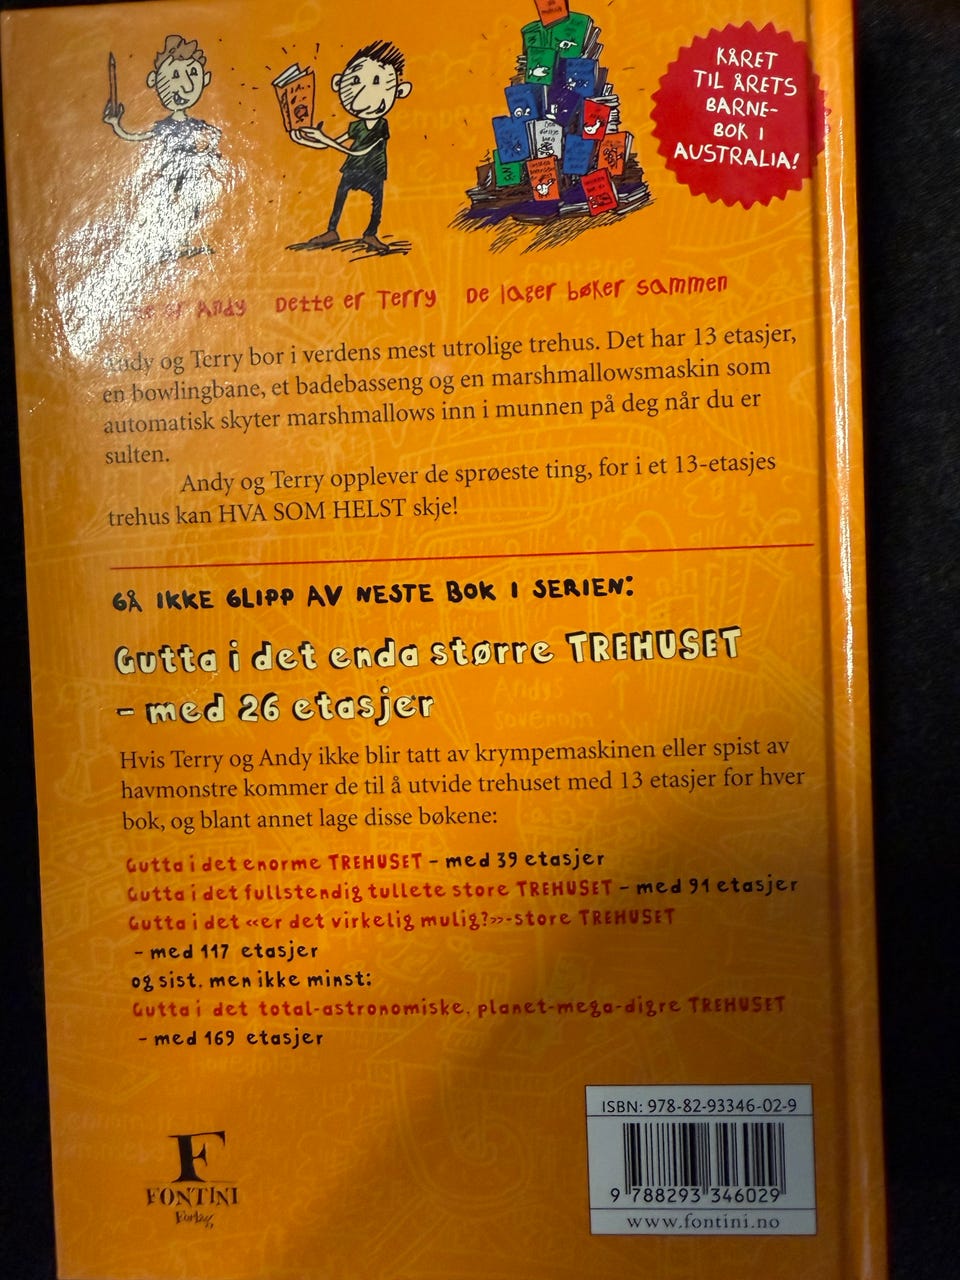 KÅRET
TIL ÅRETS
BARNE-
BOK I
AUSTRALIA!
er Andy Dette er Terry De lager bøker sammen
Andy og Terry bor i verdens mest utrolige trehus. Det har 13 etasjer,
en bowlingbane, et badebasseng og en marshmallowsmaskin som
automatisk skyter marshmallows inn i munnen på deg når du er
sulten.
Andy og Terry opplever de sprøeste ting, for i et 13-etasjes
trehus kan HVA SOM HELST skje!
GÅ IKKE GLIPP AV NESTE BOK I SERIEN:
Gutta i det enda større TREHUSET
– med 26 etasjer
Hvis Terry og Andy ikke blir tatt av krympemaskinen eller spist av
havmonstre kommer de til å utvide trehuset med 13 etasjer for hver
bok, og blant annet lage disse bøkene:
Gutta i det enorme TREHUSET – med 39 etasjer
Gutta i det fullstendig tullete store TREHUSET – med 91 etasjer
Gutta i det «er det virkelig mulig?»-store TREHUSET
– med 117 etasjer
og sist, men ikke minst:
Gutta i det total-astronomiske, planet-mega-digre TREHUSET
– med 169 etasjer
F
FONTINI
Forlag
ISBN: 978-82-93346-02-9
9 788293 346029
www.fontini.no